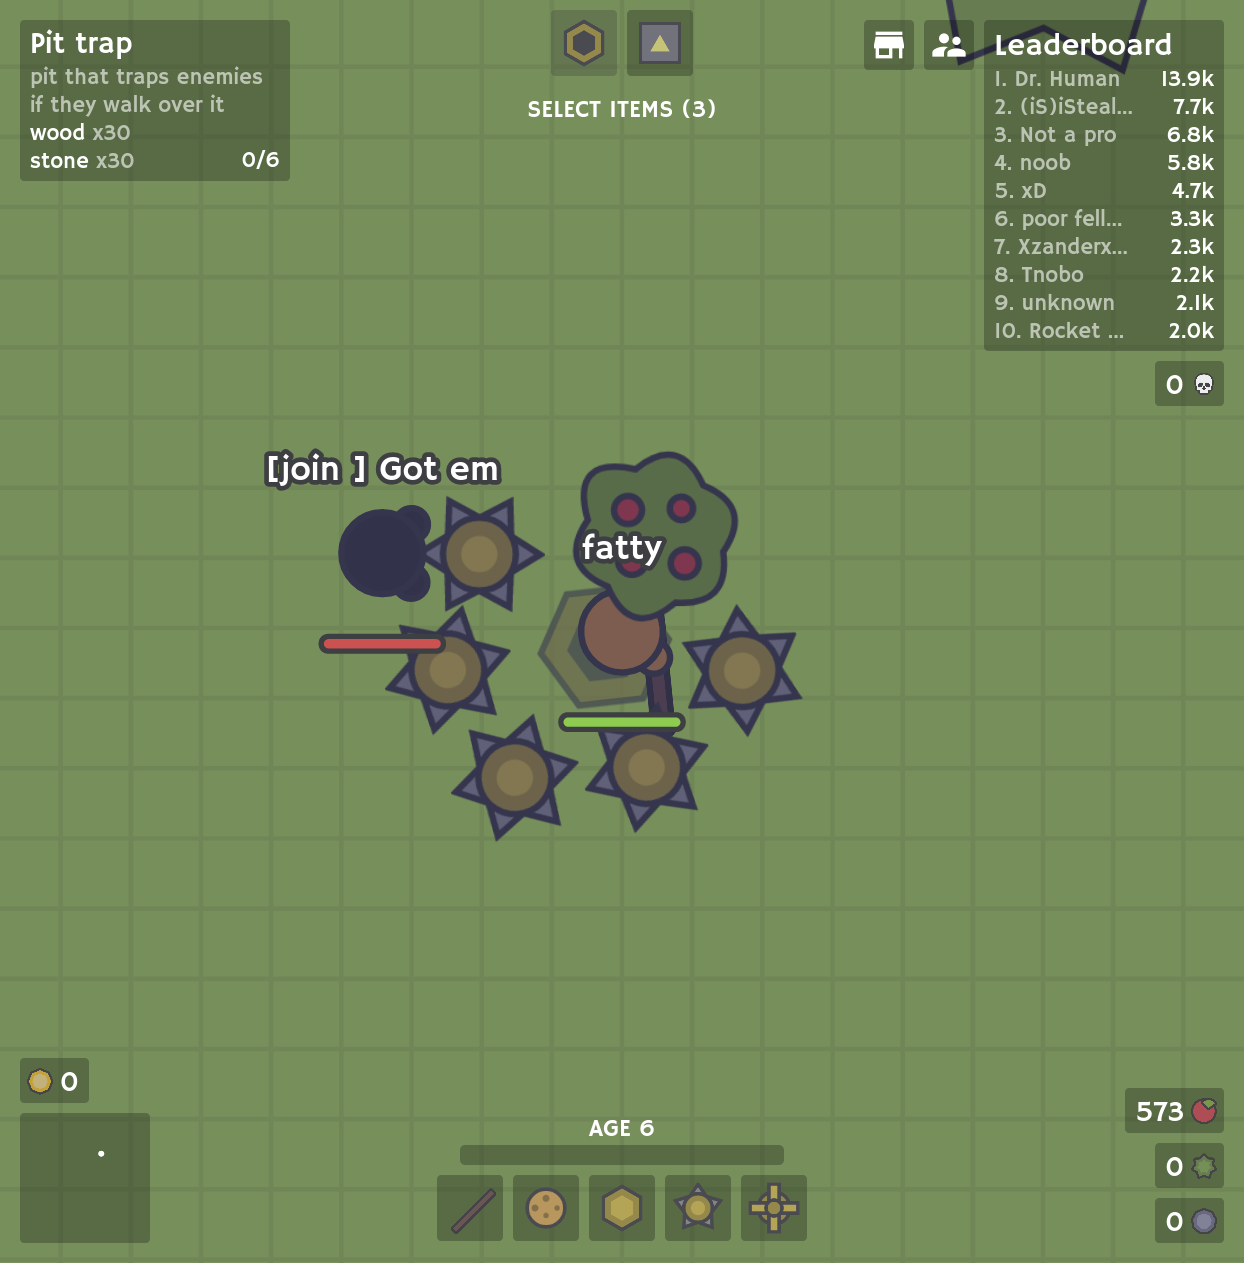 Pit trap
pit that traps enemies
if they walk over it
wood x30
stone x30 0/6
SELECT ITEMS (3)
Leaderboard
1. Dr. Human 13.9k
2. (iS)iSteal... 7.7k
3. Not a pro 6.8k
4. noob 5.8k
5. xD 4.7k
6. poor fell... 3.3k
7. Xzanderx... 2.3k
8. Tnobo 2.2k
9. unknown 2.1k
10. Rocket ... 2.0k
0
[join ] Got em
fatty
0
573
AGE 6
0
0